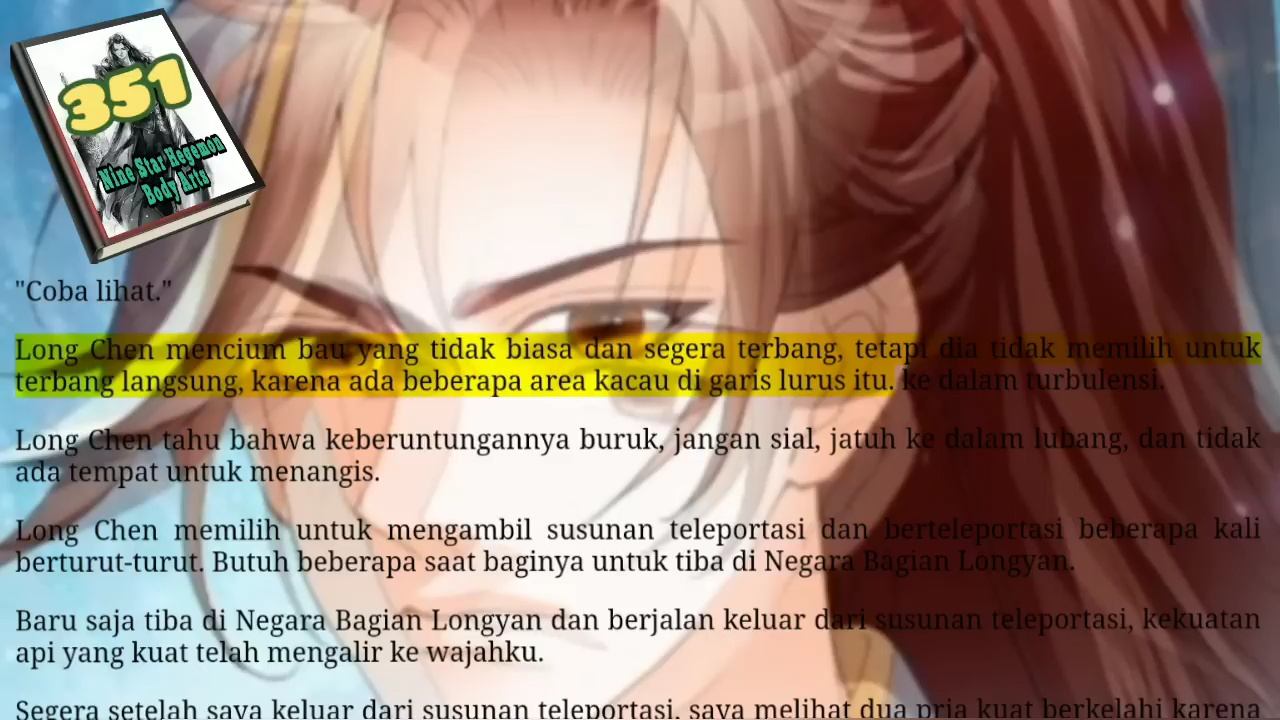 351
Nine Star Hegemon
Body Arts
"Coba lihat."
Long Chen mencium bau yang tidak biasa dan segera terbang, tetapi dia tidak memilih untuk
terbang langsung, karena ada beberapa area kacau di garis lurus itu. ke dalam turbulensi.
Long Chen tahu bahwa keberuntungannya buruk, jangan sial, jatuh ke dalam lubang, dan tidak
ada tempat untuk menangis.
Long Chen memilih untuk mengambil susunan teleportasi dan berteleportasi beberapa kali
berturut-turut. Butuh beberapa saat baginya untuk tiba di Negara Bagian Longyan.
Baru saja tiba di Negara Bagian Longyan dan berjalan keluar dari susunan teleportasi, kekuatan
api yang kuat telah mengalir ke wajahku.
Segera setelah saya keluar dari susunan teleportasi, saya melihat dua pria kuat berkelahi karena